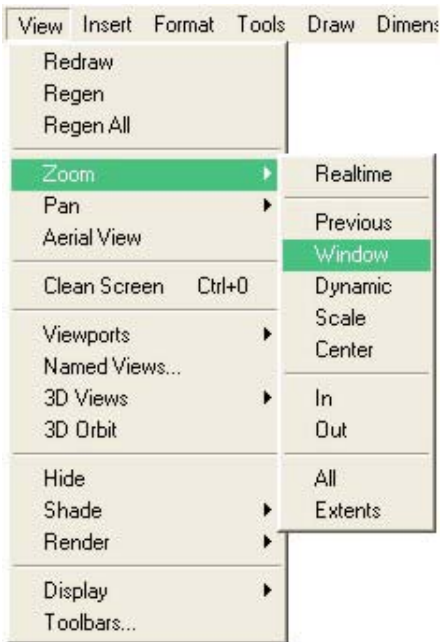 View Insert Format Tools Draw Dimens
Redraw
Regen
Regen All
Zoom
Pan
Aerial View
Clean Screen Ctrl+0
Viewports
Named Views...
3D Views
3D Orbit
Hide
Shade
Render
Display
Toolbars...
Realtime
Previous
Window
Dynamic
Scale
Center
In
Out
All
Extents